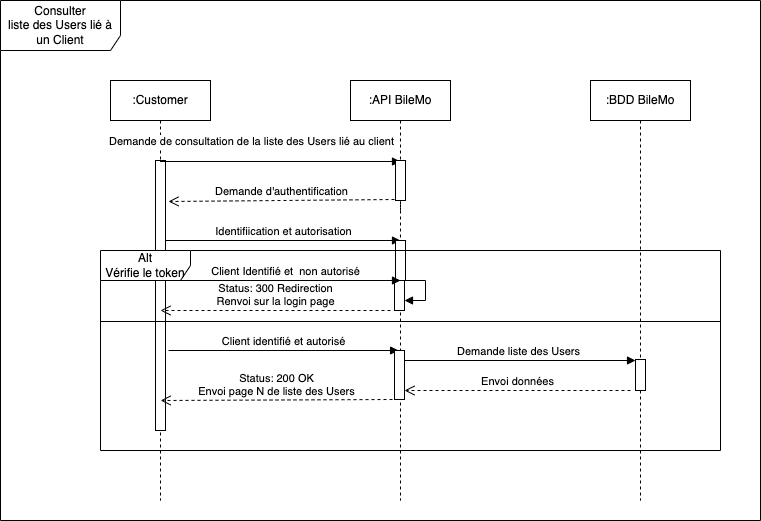 Consulter
liste des Users lié à
un Client
:Customer
:API BileMo
:BDD BileMo
Demande de consultation de la liste des Users lié au client
Demande d'authentification
Identifiication et autorisation
Alt
Vérifie le token
Client Identifié et non autorisé
Status: 300 Redirection
Renvoi sur la login page
Client identifié et autorisé
Demande liste des Users
Status: 200 OK
Envoi page N de liste des Users
Envoi données